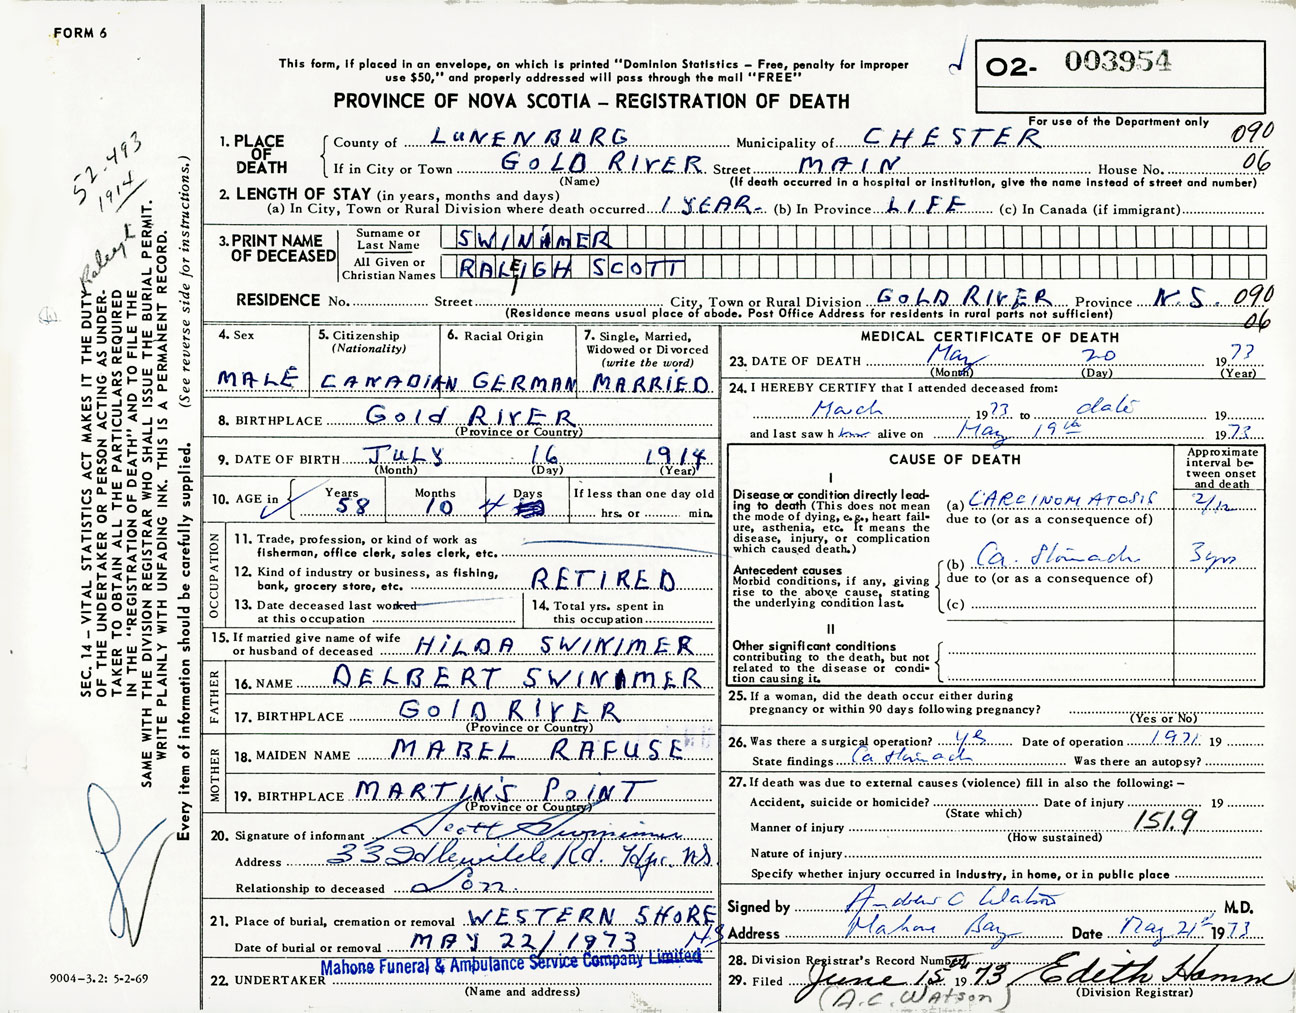 FORM 6
This form, if placed in an envelope, on which is printed "Dominion Statistics – Free, penalty for improper
use $50," and properly addressed will pass through the mail "FREE"
PROVINCE OF NOVA SCOTIA – REGISTRATION OF DEATH
O2- 003954
For use of the Department only
1. PLACE OF DEATH
County of LUNENBURG Municipality of CHESTER 090
If in City or Town GOLD RIVER Street MAIN House No. 06
(Name) (If death occurred in a hospital or institution, give the name instead of street and number)
2. LENGTH OF STAY (in years, months and days)
(a) In City, Town or Rural Division where death occurred 1 YEAR (b) In Province LIFE (c) In Canada (if immigrant)
3. PRINT NAME OF DECEASED
Surname or Last Name SWINAMER
All Given or Christian Names RALEIGH SCOTT
RESIDENCE No. Street City, Town or Rural Division GOLD RIVER Province N.S. 090
(Residence means usual place of abode. Post Office Address for residents in rural parts not sufficient) 06
4. Sex
MALE
5. Citizenship
(Nationality)
CANADIAN
6. Racial Origin
GERMAN
7. Single, Married,
Widowed or Divorced
(write the word)
MARRIED
8. BIRTHPLACE GOLD RIVER
(Province or Country)
9. DATE OF BIRTH JULY 16 1914
(Month) (Day) (Year)
10. AGE in Years Months Days If less than one day old
58 10 4 hrs. or min.
OCCUPATION
11. Trade, profession, or kind of work as
fisherman, office clerk, sales clerk, etc.
12. Kind of industry or business, as fishing,
bank, grocery store, etc. RETIRED
13. Date deceased last worked
at this occupation
14. Total yrs. spent in
this occupation
15. If married give name of wife
or husband of deceased HILDA SWINIMER
FATHER
16. NAME DELBERT SWINIMER
17. BIRTHPLACE GOLD RIVER
(Province or Country)
MOTHER
18. MAIDEN NAME MABEL RAFUSE
19. BIRTHPLACE MARTIN'S POINT
(Province or Country)
20. Signature of informant Scott Swinimer
Address 33 Idlewilde Rd. Hfx. N.S.
Relationship to deceased Son.
21. Place of burial, cremation or removal WESTERN SHORE
Date of burial or removal MAY 22/1973 N.S
Mahone Funeral & Ambulance Service Company Limited
22. UNDERTAKER
(Name and address)
MEDICAL CERTIFICATE OF DEATH
23. DATE OF DEATH May 20 1973
(Month) (Day) (Year)
24. I HEREBY CERTIFY that I attended deceased from:
March 1973 to date 19
and last saw h alive on May 19th 1973
CAUSE OF DEATH
Approximate
interval be-
tween onset
and death
I
Disease or condition directly lead-
ing to death (This does not mean
the mode of dying, e.g., heart fail-
ure, asthenia, etc. It means the
disease, injury, or complication
which caused death.)
(a) CARCINOMATOSIS 2/12
due to (or as a consequence of)
(b) Ca. Stomach 3 yrs
due to (or as a consequence of)
(c)
Antecedent causes
Morbid conditions, if any, giving
rise to the above cause, stating
the underlying condition last.
II
Other significant conditions
contributing to the death, but not
related to the disease or condi-
tion causing it.
25. If a woman, did the death occur either during
pregnancy or within 90 days following pregnancy?
(Yes or No)
26. Was there a surgical operation? yes Date of operation 1971 19
State findings Ca Stomach Was there an autopsy?
27. If death was due to external causes (violence) fill in also the following: –
Accident, suicide or homicide? Date of injury 19
(State which)
Manner of injury 151.9
(How sustained)
Nature of injury
Specify whether injury occurred in industry, in home, or in public place
Signed by Andrew C Watson M.D.
Address Mahone Bay Date May 21st 1973
28. Division Registrar's Record Number
29. Filed June 15th 1973 Edith Hamm
(A.C. WATSON) (Division Registrar)
52-493
1914
Raleigh
SEC. 14 – VITAL STATISTICS ACT MAKES IT THE DUTY
OF THE UNDERTAKER OR PERSON ACTING AS UNDER-
TAKER TO OBTAIN ALL THE PARTICULARS REQUIRED
IN THE "REGISTRATION OF DEATH" AND TO FILE THE
SAME WITH THE DIVISION REGISTRAR WHO SHALL ISSUE THE BURIAL PERMIT.
WRITE PLAINLY WITH UNFADING INK. THIS IS A PERMANENT RECORD.
Every item of information should be carefully supplied. (See reverse side for instructions.)
9004-3.2: 5-2-69